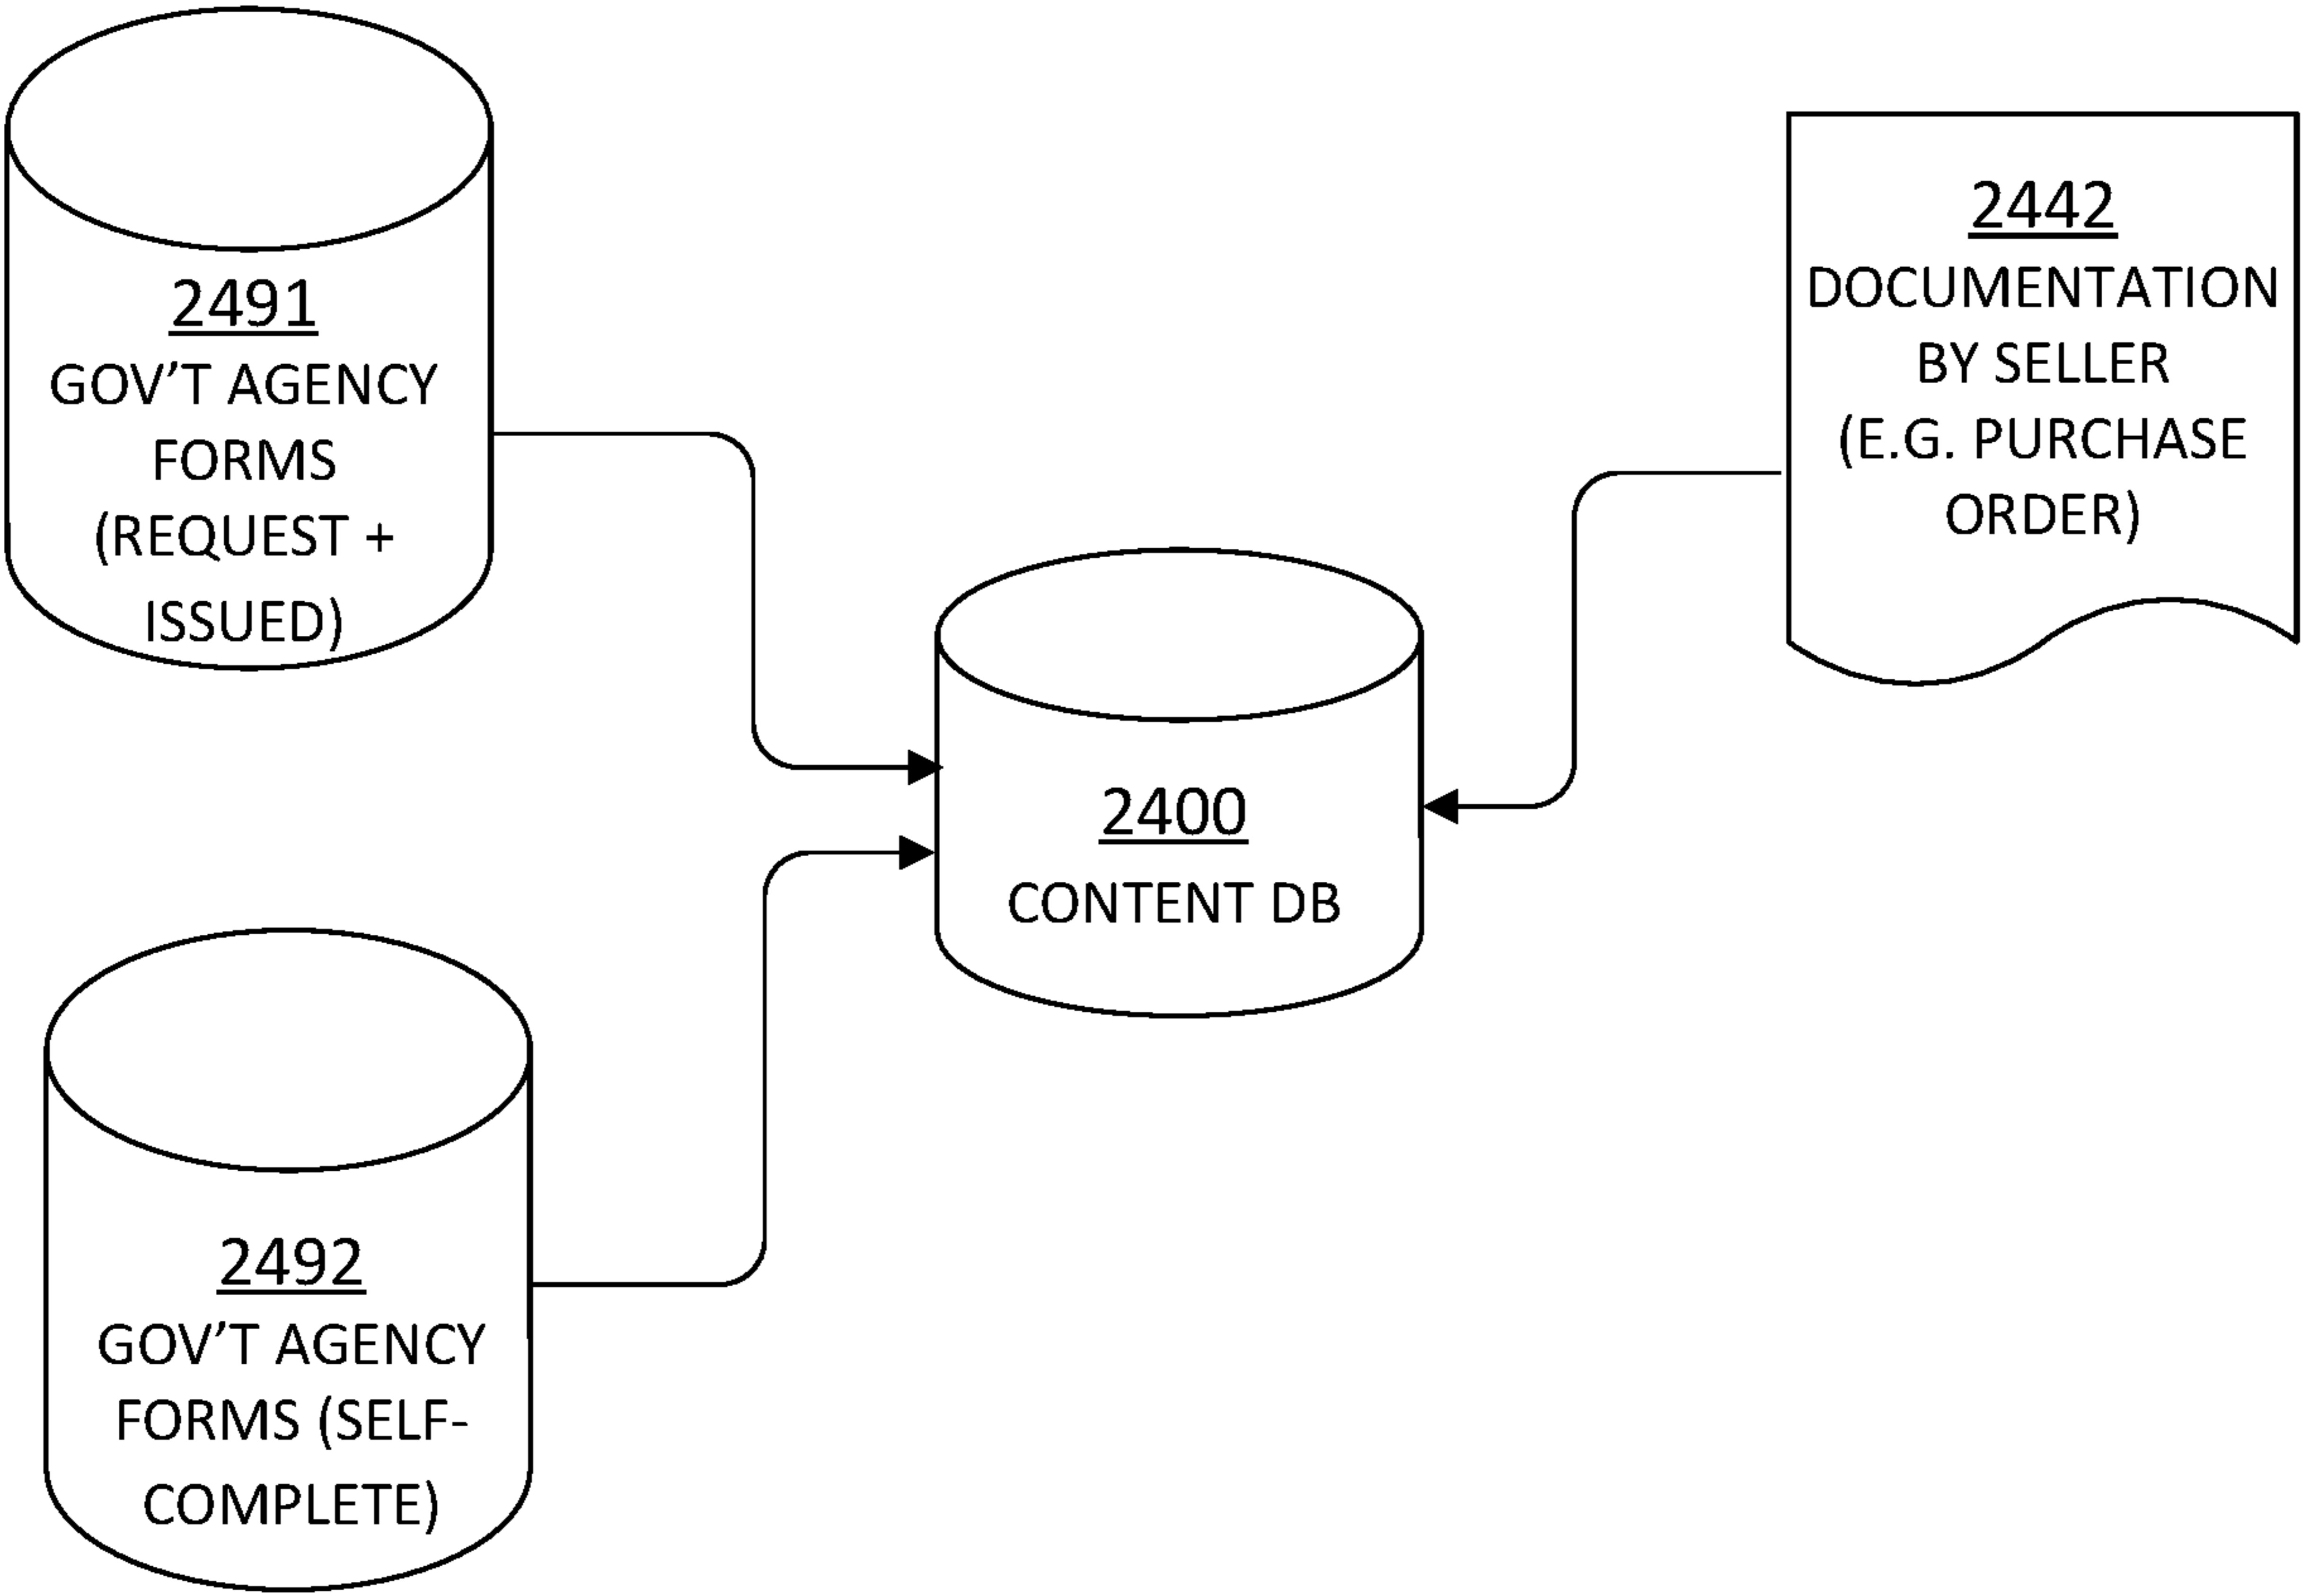 2491
GOV’T AGENCY
FORMS
(REQUEST +
ISSUED)
2442
DOCUMENTATION
BY SELLER
(E.G. PURCHASE
ORDER)
2400
CONTENT DB
2492
GOV’T AGENCY
FORMS (SELF-
COMPLETE)